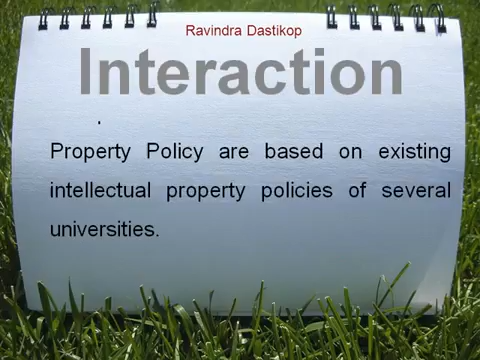 Ravindra Dastikop
Interaction
.
Property Policy are based on existing
intellectual property policies of several
universities.